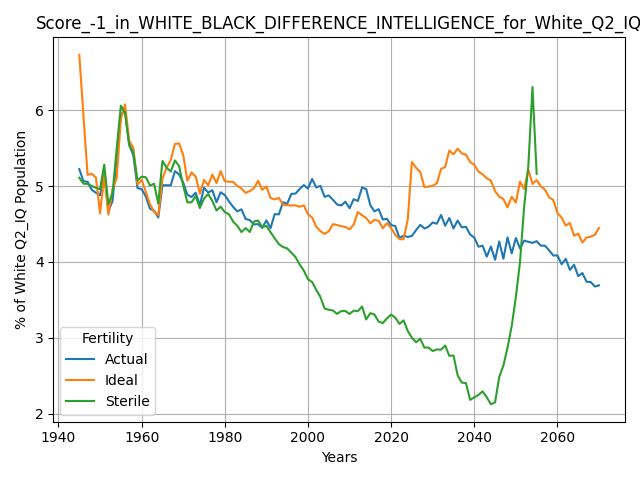 Score_-1_in_WHITE_BLACK_DIFFERENCE_INTELLIGENCE_for_White_Q2_IQ
% of White Q2_IQ Population
6
5
4
3
2
Fertility
Actual
Ideal
Sterile
1940 1960 1980 2000 2020 2040 2060
Years